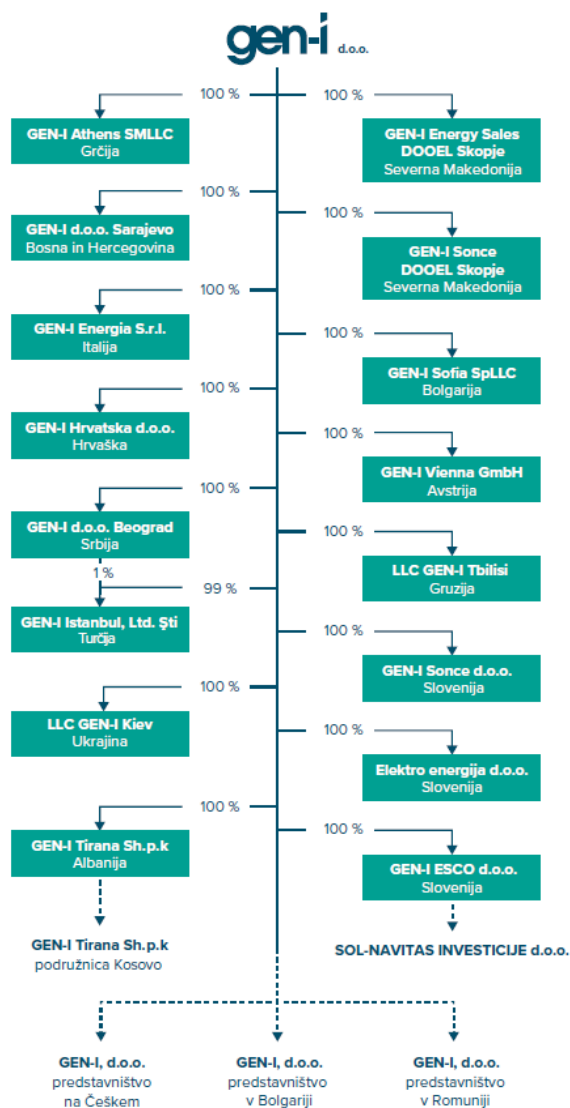 gen-i d.o.o.
100 %
GEN-I Athens SMLLC
Grčija
100 %
GEN-I d.o.o. Sarajevo
Bosna in Hercegovina
100 %
GEN-I Energia S.r.l.
Italija
100 %
GEN-I Hrvatska d.o.o.
Hrvaška
100 %
GEN-I d.o.o. Beograd
Srbija
1 %
99 %
GEN-I Istanbul, Ltd. Şti
Turčija
100 %
LLC GEN-I Kiev
Ukrajina
100 %
GEN-I Tirana Sh.p.k
Albanija
GEN-I Tirana Sh.p.k
podružnica Kosovo
100 %
GEN-I Energy Sales
DOOEL Skopje
Severna Makedonija
100 %
GEN-I Sonce
DOOEL Skopje
Severna Makedonija
100 %
GEN-I Sofia SpLLC
Bolgarija
100 %
GEN-I Vienna GmbH
Avstrija
100 %
LLC GEN-I Tbilisi
Gruzija
100 %
GEN-I Sonce d.o.o.
Slovenija
100 %
Elektro energija d.o.o.
Slovenija
100 %
GEN-I ESCO d.o.o.
Slovenija
SOL-NAVITAS INVESTICIJE d.o.o.
GEN-I, d.o.o.
predstavništvo
na Češkem
GEN-I, d.o.o.
predstavništvo
v Bolgariji
GEN-I, d.o.o.
predstavništvo
v Romuniji